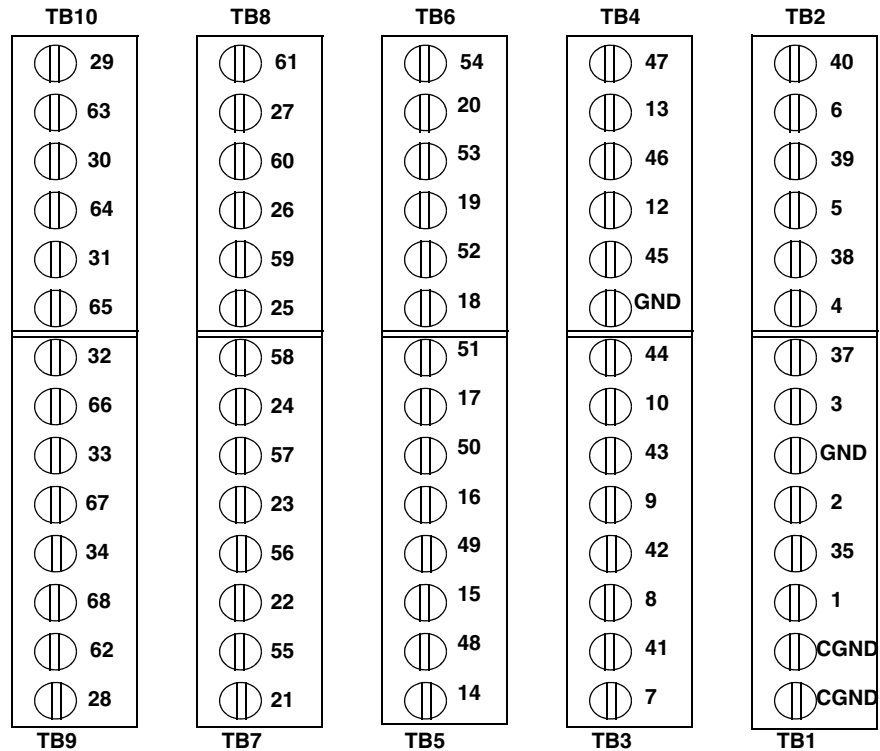 TB10 TB8 TB6 TB4 TB2
29 61 54 47 40
63 27 20 13 6
30 60 53 46 39
64 26 19 12 5
31 59 52 45 38
65 25 18 GND 4
32 58 51 44 37
66 24 17 10 3
33 57 50 43 GND
67 23 16 9 2
34 56 49 42 35
68 22 15 8 1
62 55 48 41 CGND
28 21 14 7 CGND
TB9 TB7 TB5 TB3 TB1